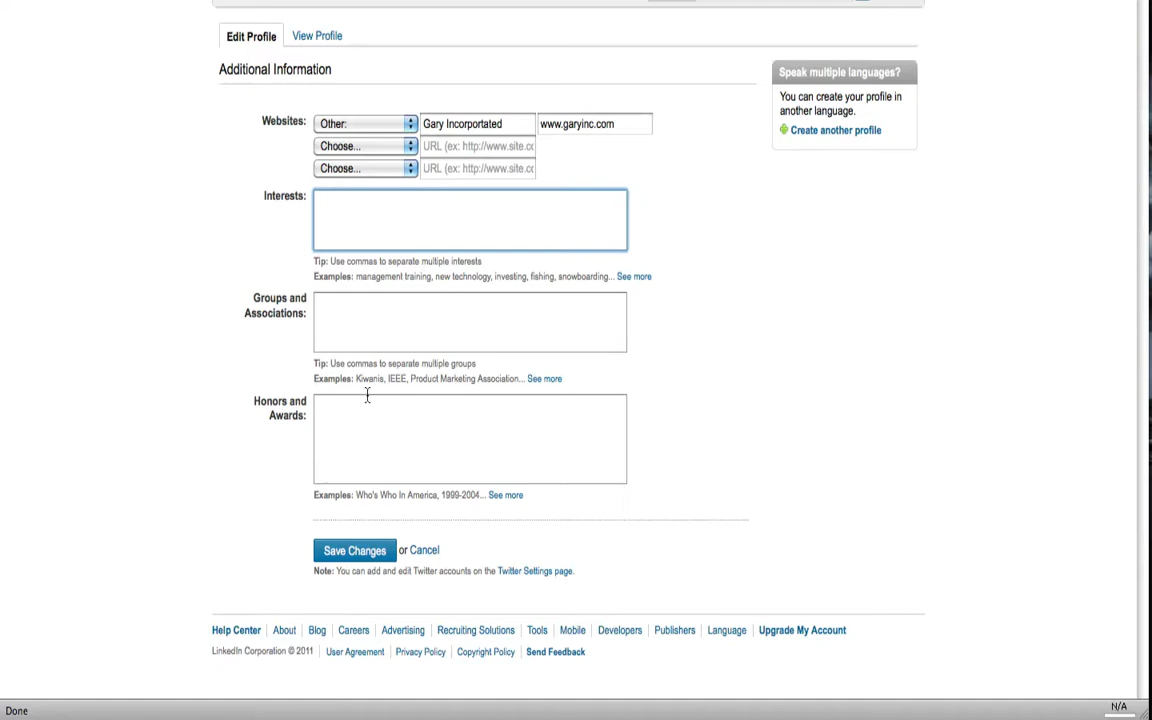 Edit Profile
View Profile
Additional Information
Speak multiple languages?
You can create your profile in
another language.
Create another profile
Websites:
Other:
Gary Incorportated
www.garyinc.com
Choose...
URL (ex: http://www.site.cc
Choose...
URL (ex: http://www.site.cc
Interests:
Tip: Use commas to separate multiple interests
Examples: management training, new technology, investing, fishing, snowboarding... See more
Groups and
Associations:
Tip: Use commas to separate multiple groups
Examples: Kiwanis, IEEE, Product Marketing Association... See more
Honors and
Awards:
Examples: Who's Who In America, 1999-2004... See more
Save Changes or Cancel
Note: You can add and edit Twitter accounts on the Twitter Settings page.
Help Center | About | Blog | Careers | Advertising | Recruiting Solutions | Tools | Mobile | Developers | Publishers | Language | Upgrade My Account
LinkedIn Corporation © 2011 | User Agreement | Privacy Policy | Copyright Policy | Send Feedback
Done
N/A